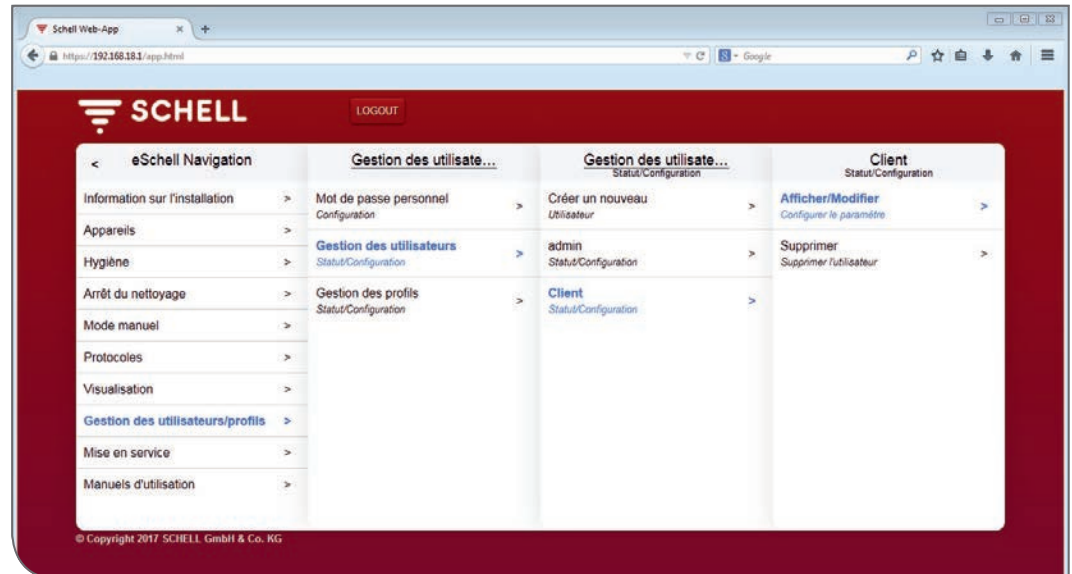 Schell Web-App
https://192.168.18.1/app.html
Google
SCHELL
LOGOUT
< eSchell Navigation
Information sur l'installation >
Appareils >
Hygiène >
Arrêt du nettoyage >
Mode manuel >
Protocoles >
Visualisation >
Gestion des utilisateurs/profils >
Mise en service >
Manuels d'utilisation >
Gestion des utilisate...
Mot de passe personnel >
Configuration
Gestion des utilisateurs >
Statut/Configuration
Gestion des profils >
Statut/Configuration
Gestion des utilisate...
Statut/Configuration
Créer un nouveau >
Utilisateur
admin >
Statut/Configuration
Client >
Statut/Configuration
Client
Statut/Configuration
Afficher/Modifier >
Configurer le paramètre
Supprimer >
Supprimer l'utilisateur
© Copyright 2017 SCHELL GmbH & Co. KG